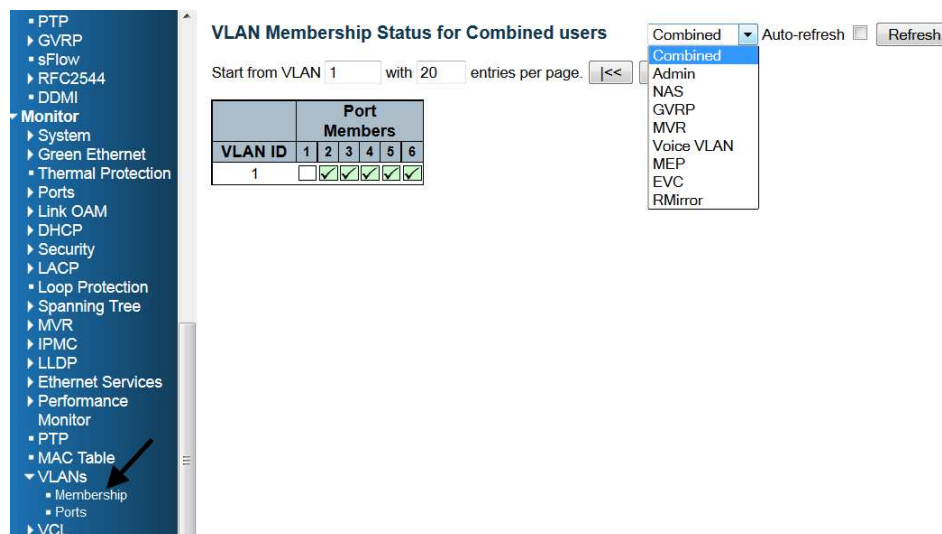 PTP
GVRP
sFlow
RFC2544
DDMI
Monitor
System
Green Ethernet
Thermal Protection
Ports
Link OAM
DHCP
Security
LACP
Loop Protection
Spanning Tree
MVR
IPMC
LLDP
Ethernet Services
Performance
Monitor
PTP
MAC Table
VLANs
Membership
Ports
VCL
VLAN Membership Status for Combined users
Combined
Auto-refresh
Refresh
Combined
Admin
NAS
GVRP
MVR
Voice VLAN
MEP
EVC
RMirror
Start from VLAN 1 with 20 entries per page. |<<
Port
Members
VLAN ID 1 2 3 4 5 6
1